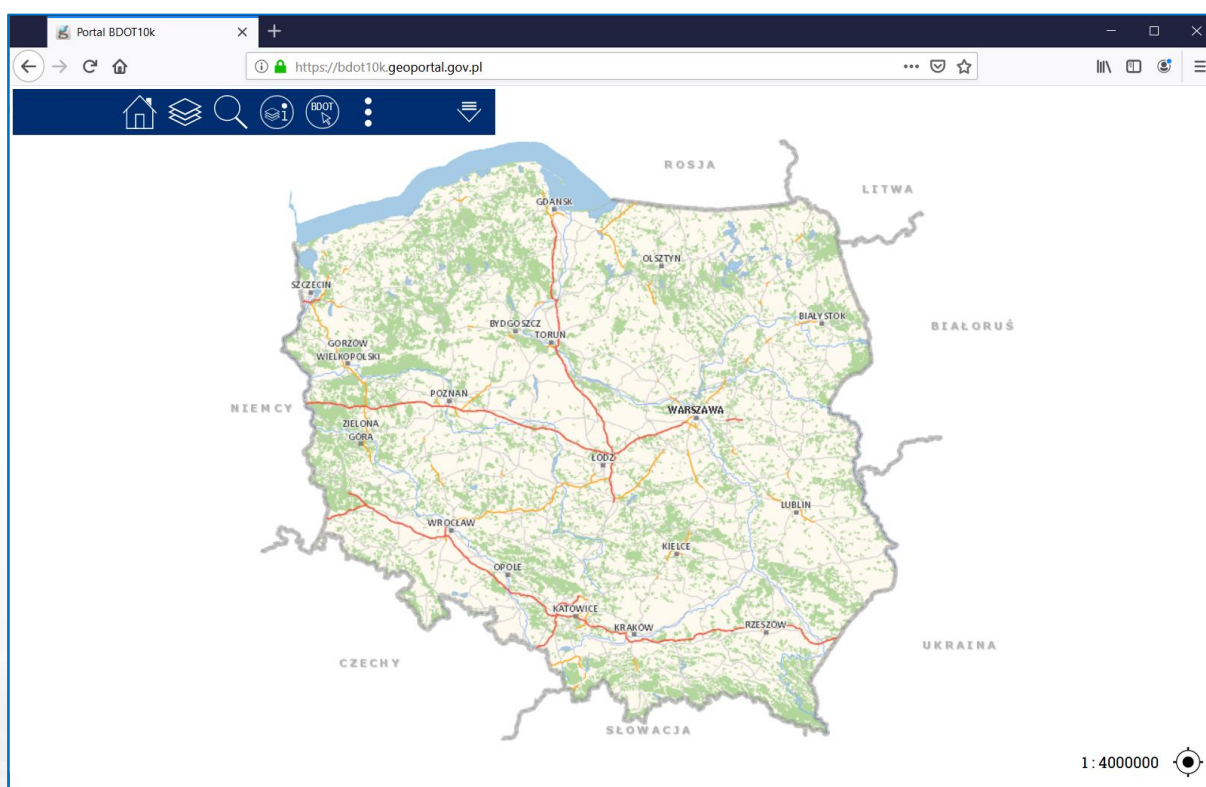 Portal BDOT10k
https://bdot10k.geoportal.gov.pl
BDOT
ROSJA
LITWA
GDAŃSK
OLSZTYN
SZCZECIN
BIAŁYSTOK
BYDGOSZCZ
BIAŁORUŚ
TORUŃ
GORZÓW
WIELKOPOLSKI
POZNAŃ
NIEMCY
WARSZAWA
ZIELONA
GÓRA
ŁÓDŹ
LUBLIN
WROCŁAW
KIELCE
OPOLE
KATOWICE
KRAKÓW
RZESZÓW
UKRAINA
CZECHY
SŁOWACJA
1:4000000